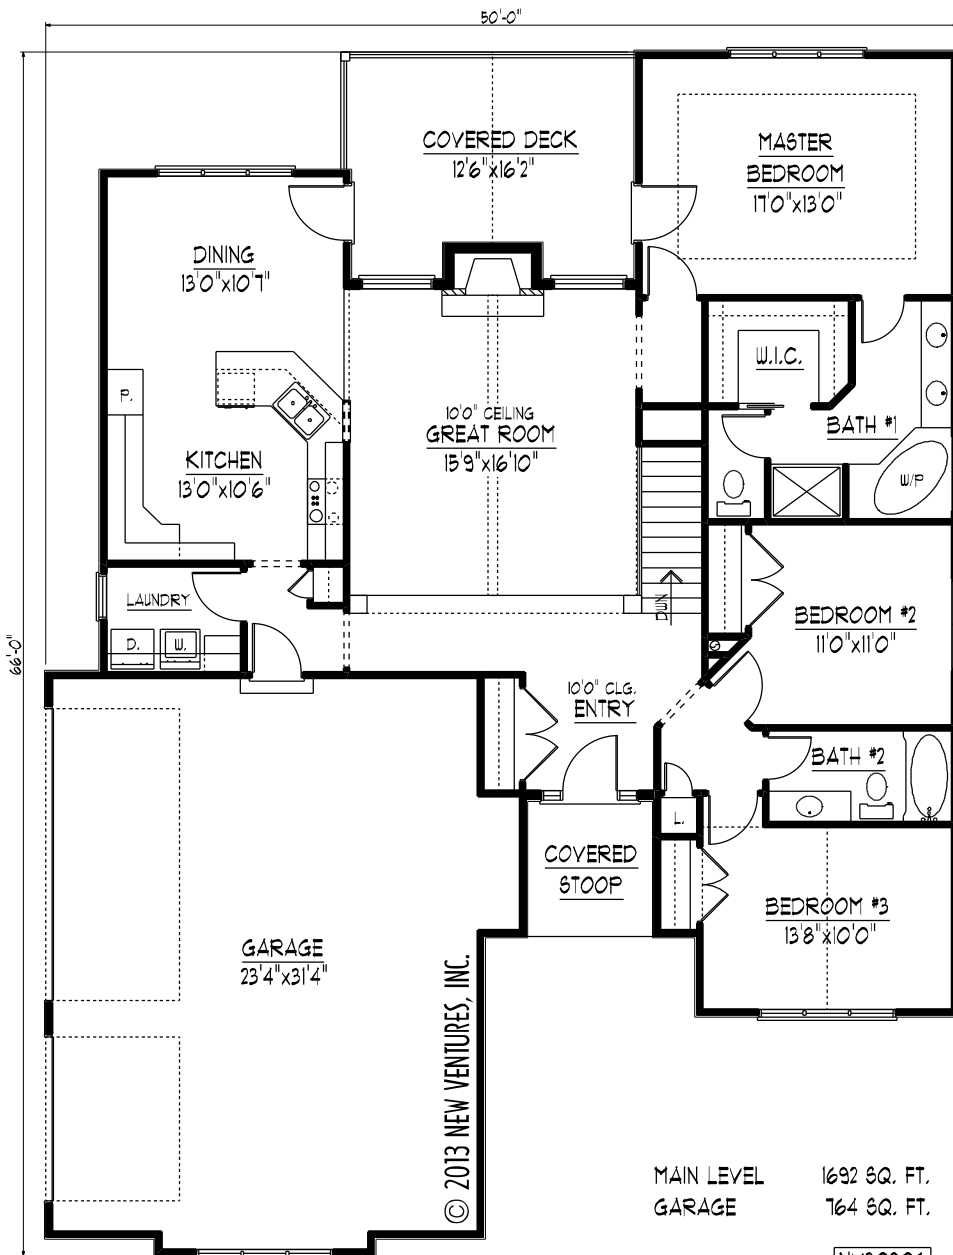 50'-0"
COVERED DECK
12'6"x16'2"
MASTER
BEDROOM
17'0"x13'0"
DINING
13'0"x10'7"
W.I.C.
P.
10'0" CEILING
GREAT ROOM
15'9"x16'10"
BATH #1
KITCHEN
13'0"x10'6"
W/P
LAUNDRY
D.
W.
DWN
BEDROOM #2
11'0"x11'0"
S
66'-0"
10'0" CLG.
ENTRY
BATH #2
L.
COVERED
STOOP
BEDROOM #3
13'8"x10'0"
GARAGE
23'4"x31'4"
© 2013 NEW VENTURES, INC.
MAIN LEVEL 1692 SQ. FT.
GARAGE 764 SQ. FT.